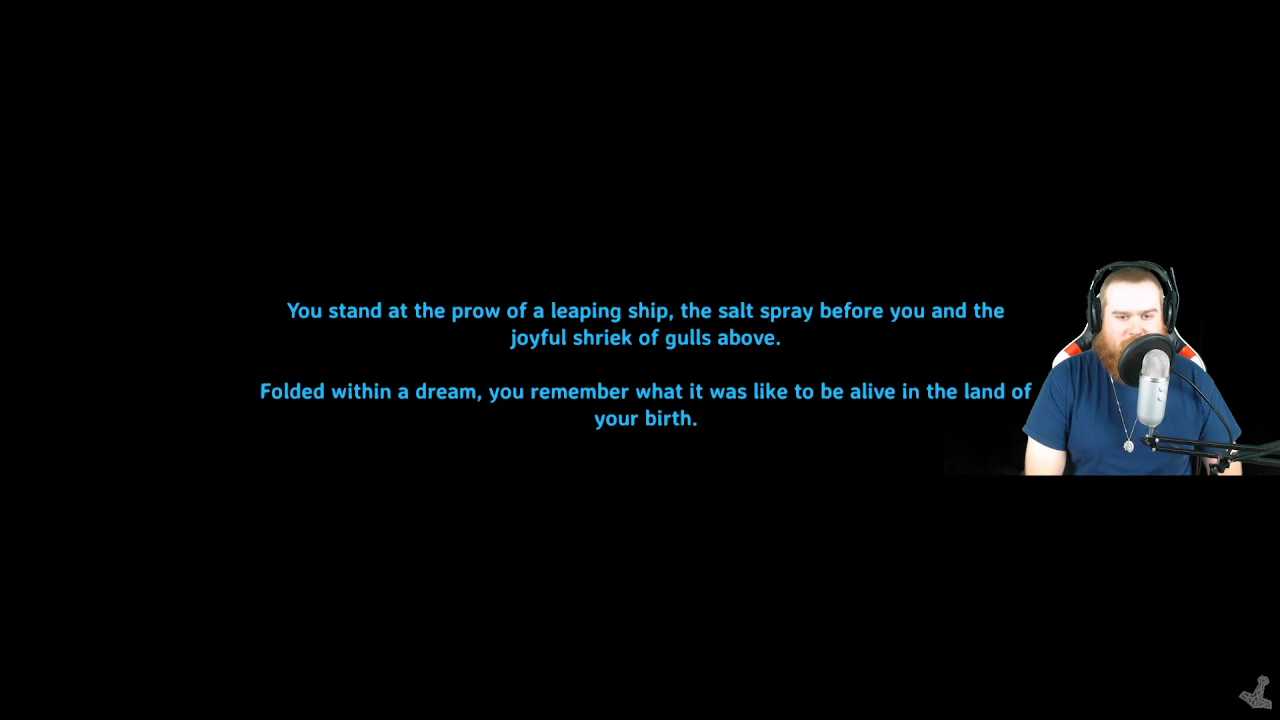 You stand at the prow of a leaping ship, the salt spray before you and the
joyful shriek of gulls above.
Folded within a dream, you remember what it was like to be alive in the land of
your birth.